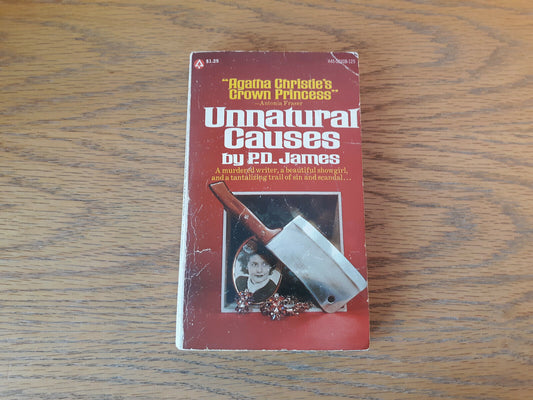 $1.25
"Agatha Christie's
Crown Princess"
—Antonia Fraser
Unnatural
Causes
by P.D. James
A murdered writer, a beautiful showgirl,
and a tantalizing trail of sin and scandal...